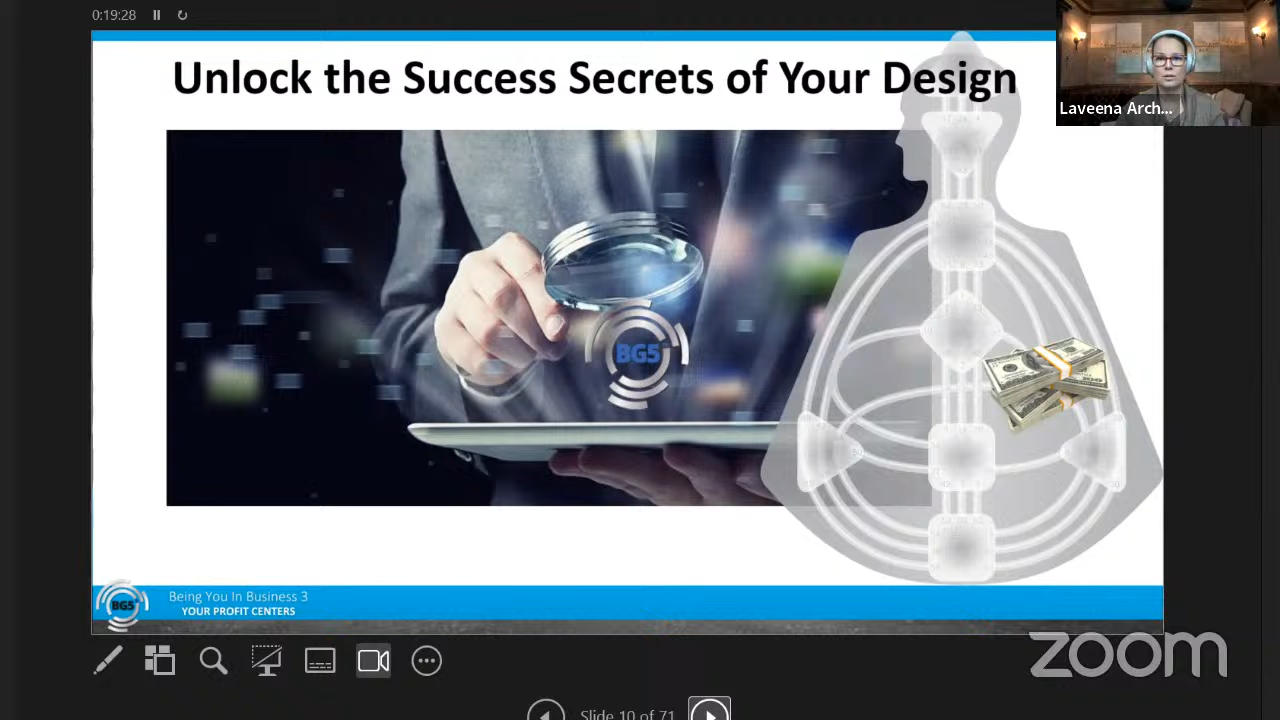 0:19:28
Unlock the Success Secrets of Your Design
Laveena Arch...
BG5
BG5
Being You In Business 3
YOUR PROFIT CENTERS
zoom
Slide 10 of 71